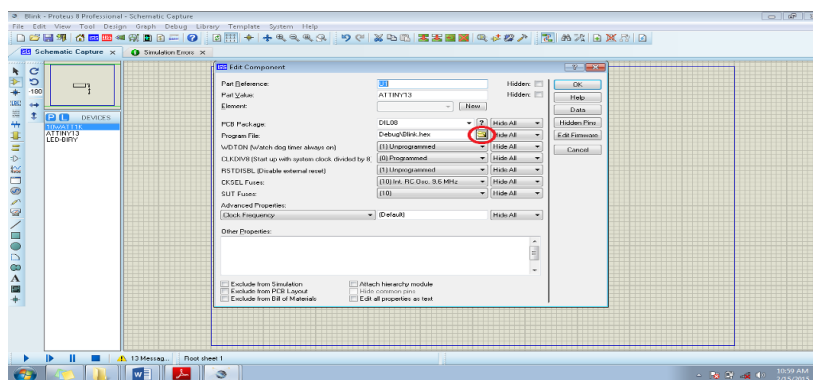 Blink - Proteus 8 Professional - Schematic Capture
File Edit View Tool Design Graph Debug Library Template System Help
Schematic Capture × Simulation Errors ×
-180
P L DEVICES
ATTINY13
LED-BIRY
Edit Component
Part Reference: U1 Hidden: OK
Part Value: ATTINY13 Hidden: Help
Element: New Data
PCB Package: DIL08 ? Hide All Hidden Pins
Program File: Debug\Blink.hex Hide All Edit Firmware
WDTON (Watch dog timer always on) (1) Unprogrammed Hide All Cancel
CLKDIV8 (Start up with system clock divided by 8) (0) Programmed Hide All
RSTDISBL (Disable external reset) (1) Unprogrammed Hide All
CKSEL Fuses: (10) Int. RC Osc. 9.6 MHz Hide All
SUT Fuses: (10) Hide All
Advanced Properties:
Clock Frequency (Default) Hide All
Other Properties:
Exclude from Simulation Attach hierarchy module
Exclude from PCB Layout Hide common pins
Exclude from Bill of Materials Edit all properties as text
13 Messag... Root sheet 1
10:59 AM
2/15/2015